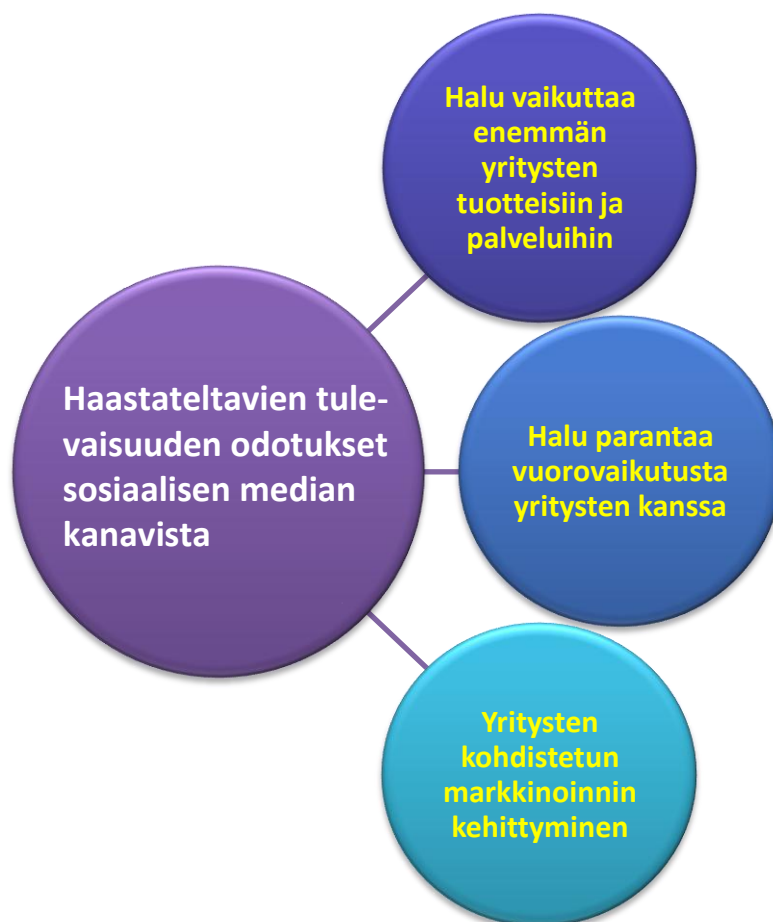 Halu vaikuttaa
enemmän
yritysten
tuotteisiin ja
palveluihin
Haastateltavien tule-
vaisuuden odotukset
sosiaalisen median
kanavista
Halu parantaa
vuorovaikutusta
yritysten kanssa
Yritysten
kohdistetun
markkinoinnin
kehittyminen